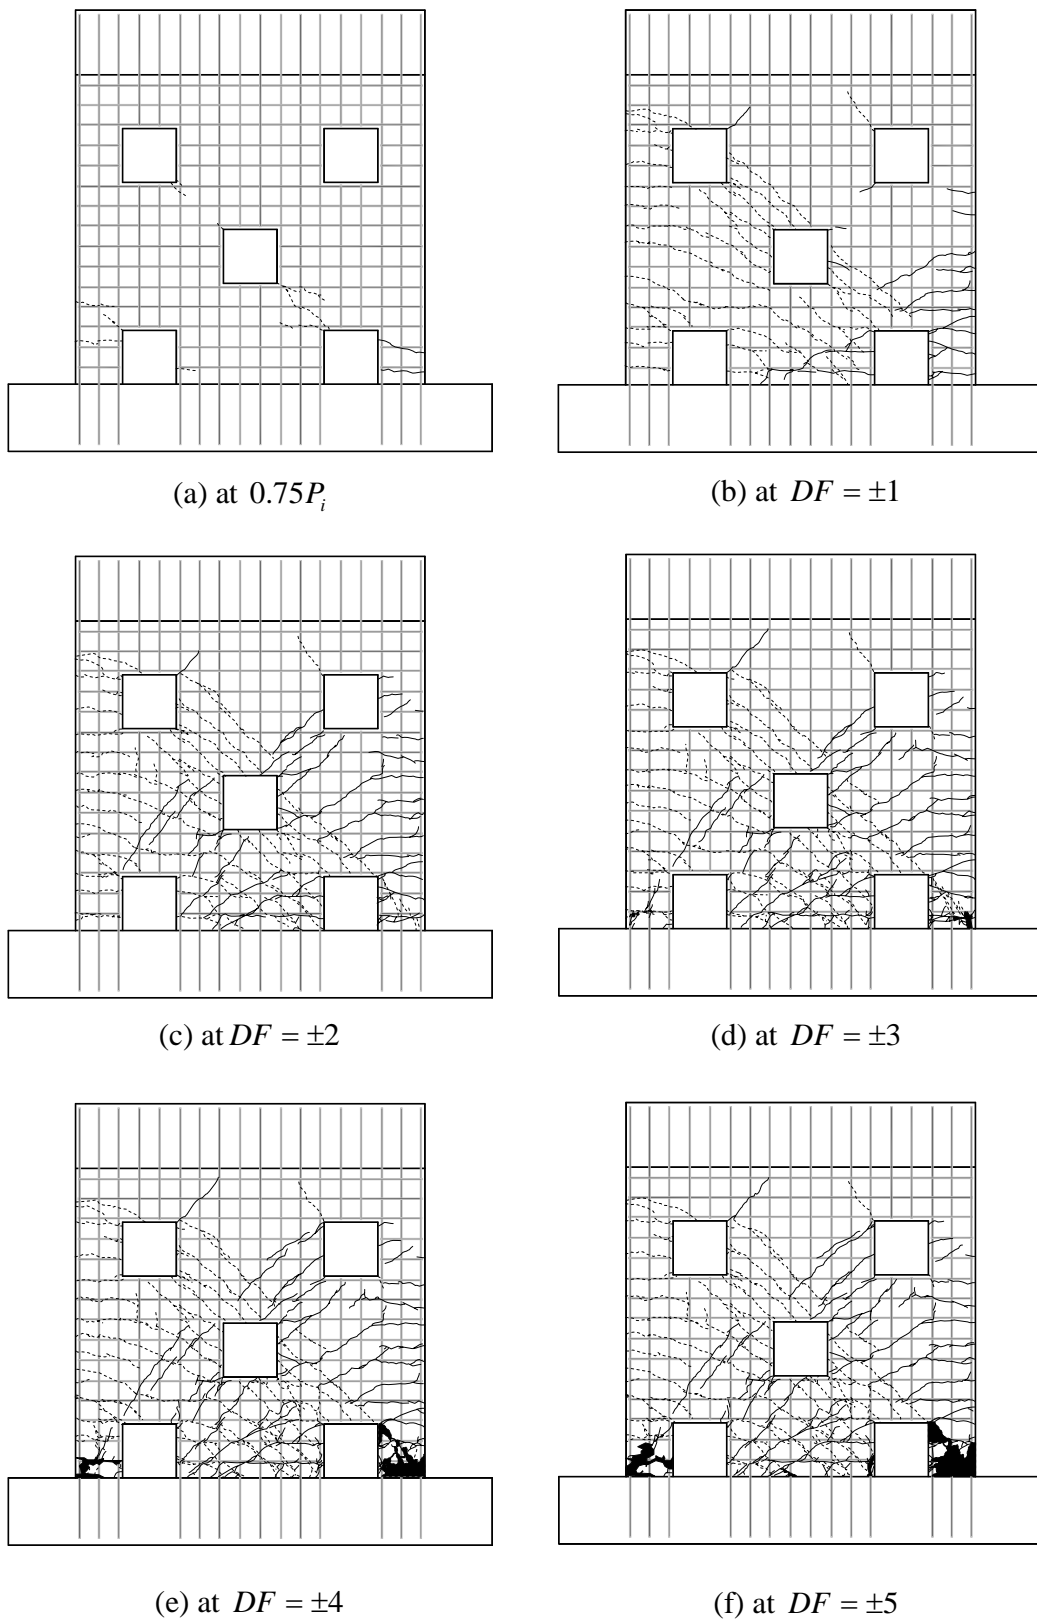 (a) at 0.75P_i
(b) at DF = ±1
(c) at DF = ±2
(d) at DF = ±3
(e) at DF = ±4
(f) at DF = ±5